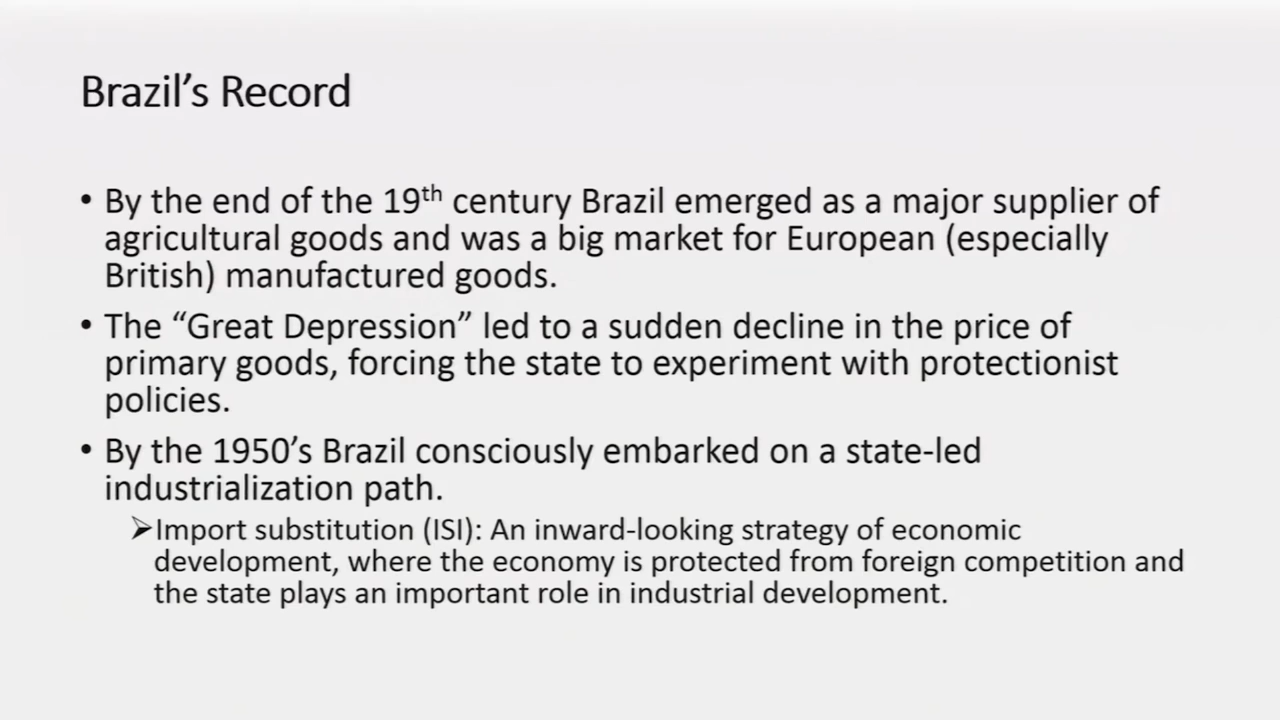 Brazil’s Record
• By the end of the 19th century Brazil emerged as a major supplier of
agricultural goods and was a big market for European (especially
British) manufactured goods.
• The “Great Depression” led to a sudden decline in the price of
primary goods, forcing the state to experiment with protectionist
policies.
• By the 1950’s Brazil consciously embarked on a state-led
industrialization path.
➢Import substitution (ISI): An inward-looking strategy of economic
development, where the economy is protected from foreign competition and
the state plays an important role in industrial development.